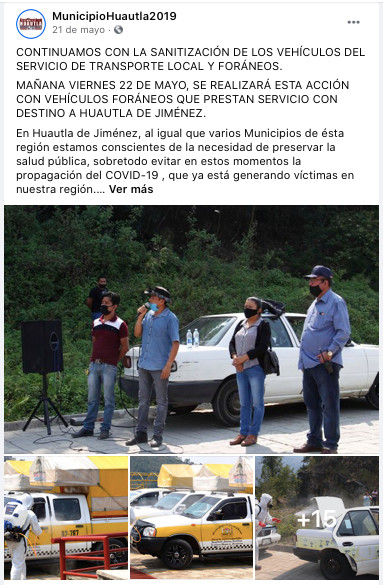 MunicipioHuautla2019
21 de mayo ·
CONTINUAMOS CON LA SANITIZACIÓN DE LOS VEHÍCULOS DEL
SERVICIO DE TRANSPORTE LOCAL Y FORÁNEOS.
MAÑANA VIERNES 22 DE MAYO, SE REALIZARÁ ESTA ACCIÓN
CON VEHÍCULOS FORÁNEOS QUE PRESTAN SERVICIO CON
DESTINO A HUAUTLA DE JIMÉNEZ.
En Huautla de Jiménez, al igual que varios Municipios de ésta
región estamos conscientes de la necesidad de preservar la
salud pública, sobretodo evitar en estos momentos la
propagación del COVID-19 , que ya está generando víctimas en
nuestra región.... Ver más
+15